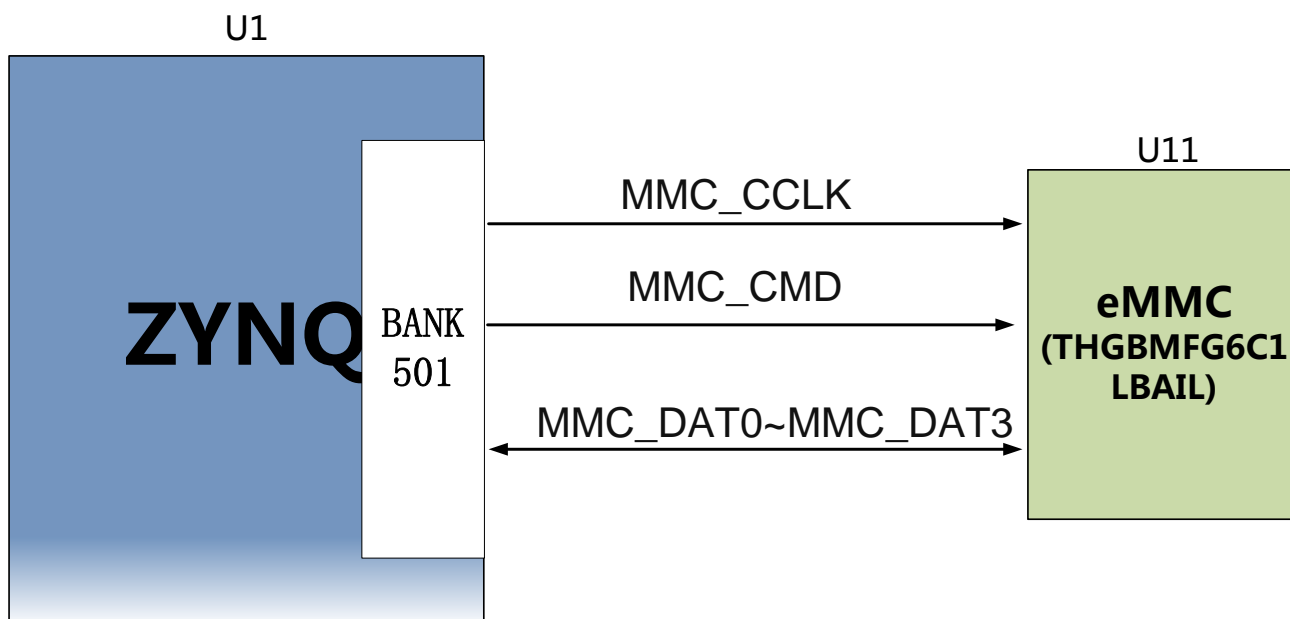 U1
U11
MMC_CCLK
MMC_CMD
ZYNQ
BANK
501
eMMC
(THGBMFG6C1
LBAIL)
MMC_DAT0~MMC_DAT3